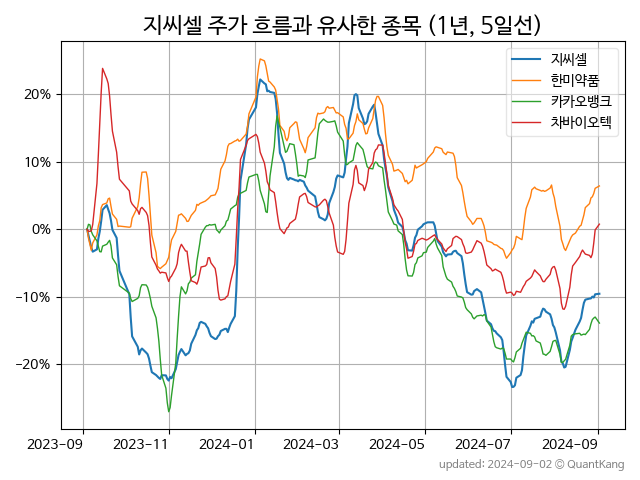 지씨셀 주가 흐름과 유사한 종목 (1년, 5일선)
지씨셀
한미약품
카카오뱅크
차바이오텍
20%
10%
0%
−10%
−20%
2023-09 2023-11 2024-01 2024-03 2024-05 2024-07 2024-09
updated: 2024-09-02 © QuantKang